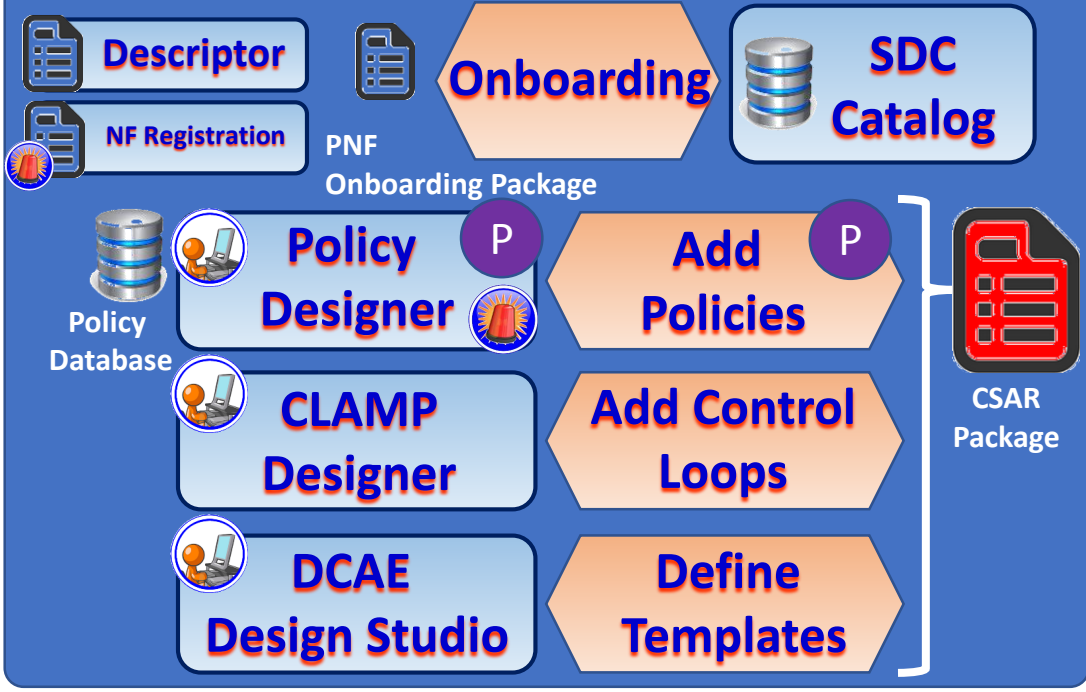 Descriptor
NF Registration
PNF
Onboarding Package
Onboarding
SDC
Catalog
Policy
Database
Policy
Designer
P
Add
Policies
P
CLAMP
Designer
Add Control
Loops
DCAE
Design Studio
Define
Templates
CSAR
Package